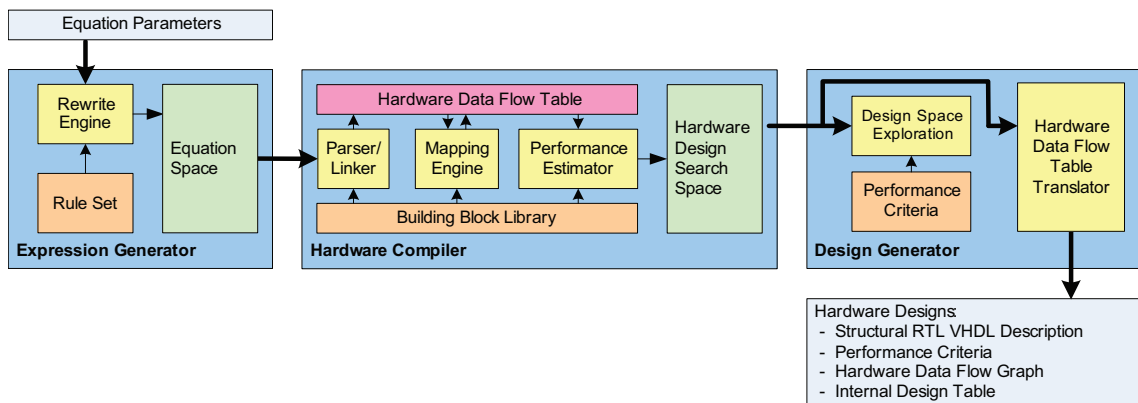 Equation Parameters
Rewrite
Engine
Rule Set
Equation
Space
Expression Generator
Hardware Data Flow Table
Parser/
Linker
Mapping
Engine
Performance
Estimator
Building Block Library
Hardware
Design
Search
Space
Hardware Compiler
Design Space
Exploration
Performance
Criteria
Hardware
Data Flow
Table
Translator
Design Generator
Hardware Designs:
- Structural RTL VHDL Description
- Performance Criteria
- Hardware Data Flow Graph
- Internal Design Table